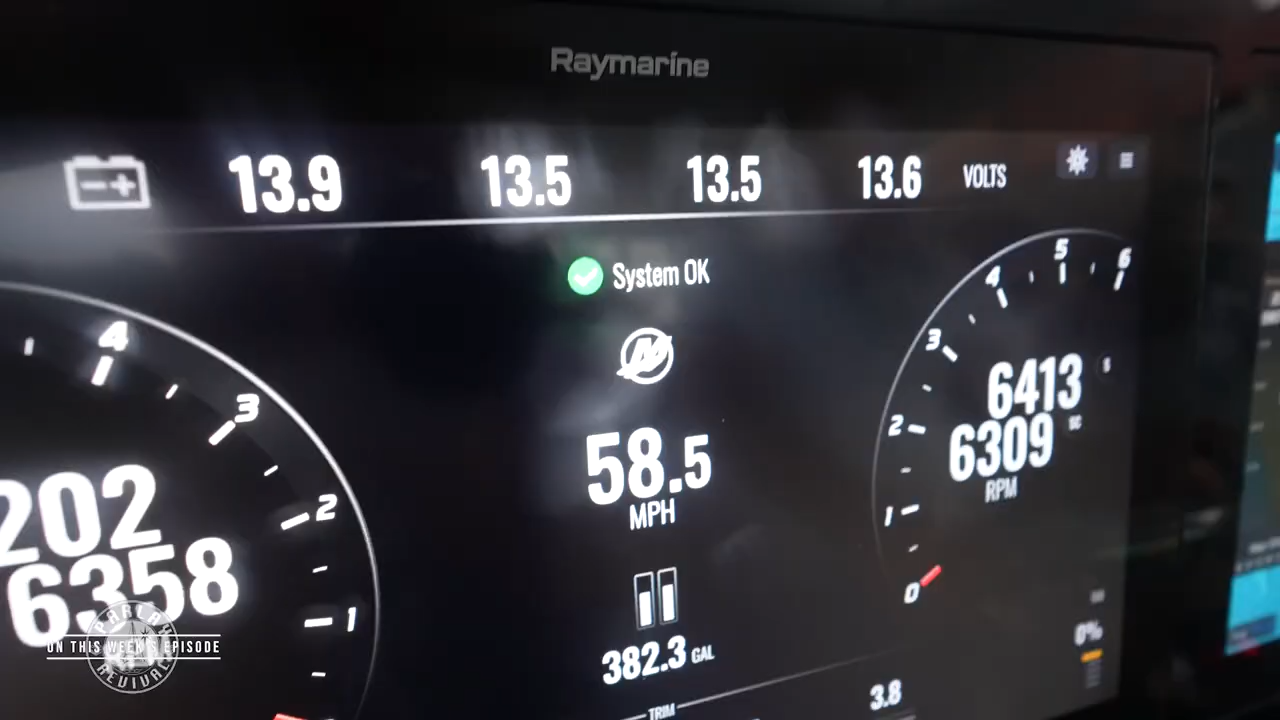 Raymarine
13.9 13.5 13.5 13.6 VOLTS
System OK
4
3
2
1
202
6358
58.5
MPH
382.3 GAL
TRIM
3.8
6
5
4
3
2
1
0
6413
6309
RPM
0%
ON THIS WEEK'S EPISODE
PARLAY
REVIVAL